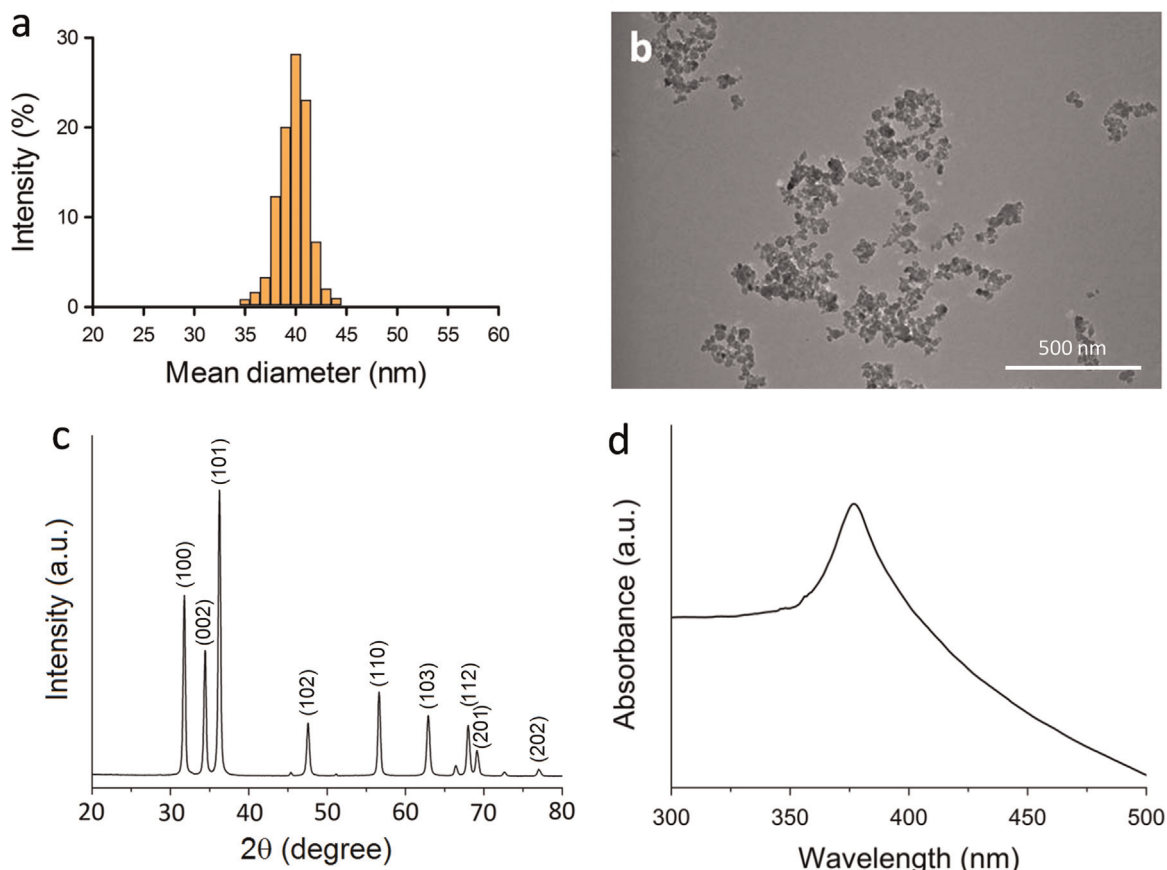 a
30
20
10
0
Intensity (%)
20 25 30 35 40 45 50 55 60
Mean diameter (nm)
b
500 nm
c
Intensity (a.u.)
(100)
(002)
(101)
(102)
(110)
(103)
(112)
(201)
(202)
20 30 40 50 60 70 80
2θ (degree)
d
Absorbance (a.u.)
300 350 400 450 500
Wavelength (nm)